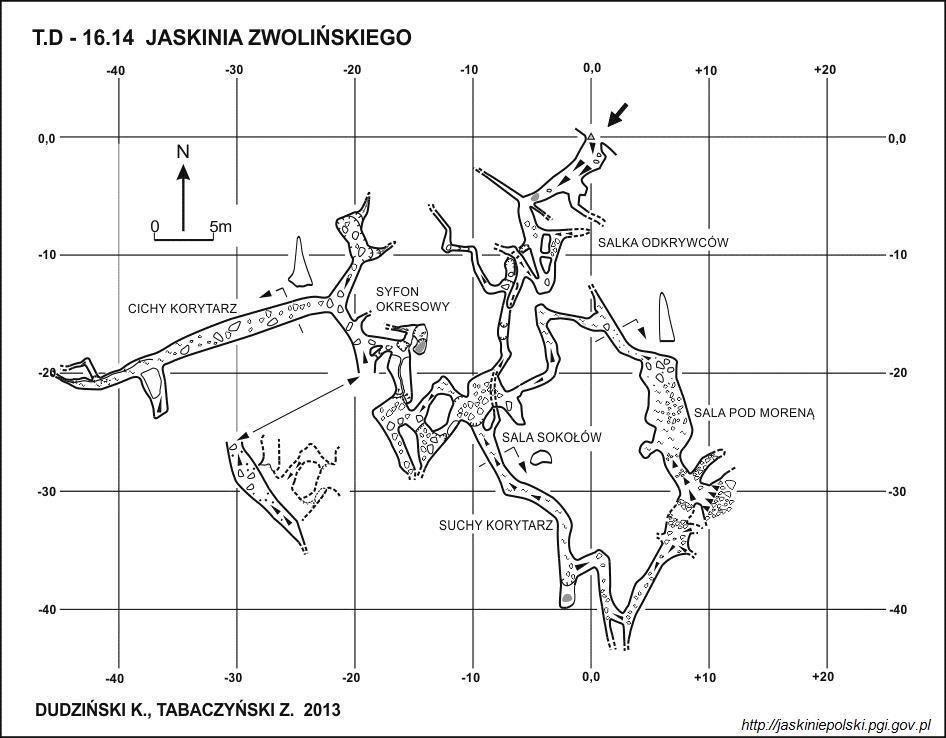 T.D - 16.14 JASKINIA ZWOLIŃSKIEGO
-40 -30 -20 -10 0,0 +10 +20
0,0 0,0
N
0 5m
SALKA ODKRYWCÓW
-10 -10
SYFON
OKRESOWY
CICHY KORYTARZ
-20 -20
SALA POD MORENĄ
SALA SOKOŁÓW
-30 -30
SUCHY KORYTARZ
-40 -40
-40 -30 -20 -10 0,0 +10 +20
DUDZIŃSKI K., TABACZYŃSKI Z. 2013
http://jaskiniepolski.pgi.gov.pl